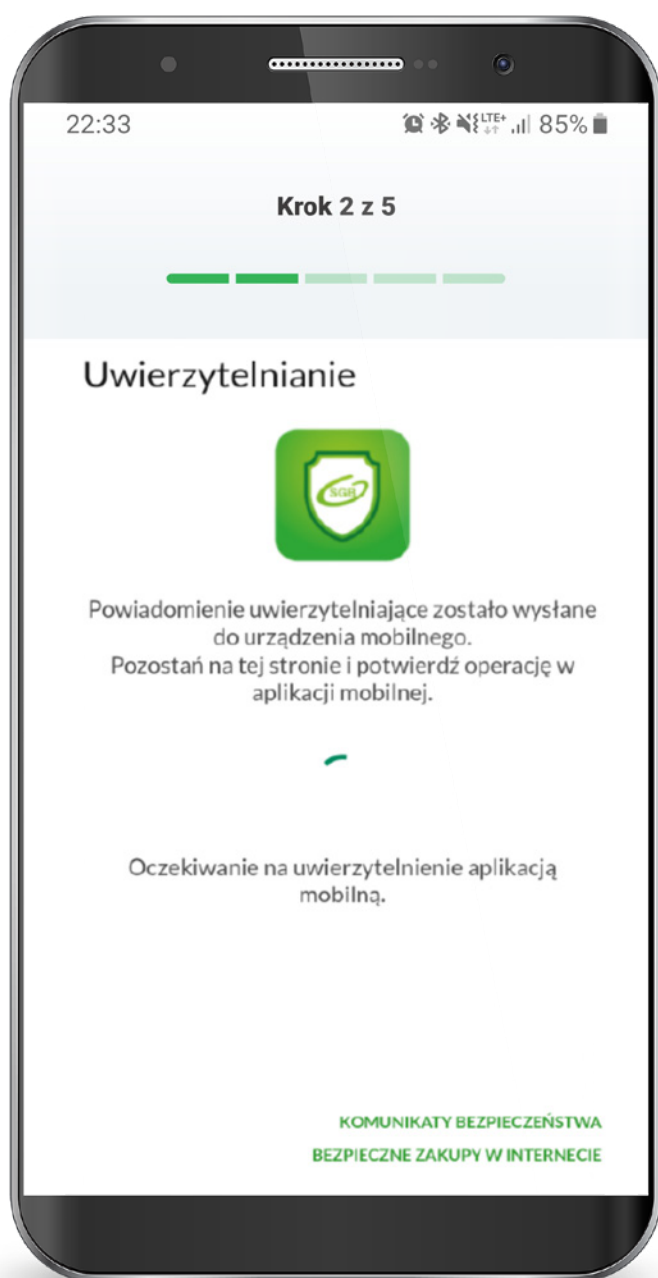 22:33
LTE+
85%
Krok 2 z 5
Uwierzytelnianie
SGB
Powiadomienie uwierzytelniające zostało wysłane
do urządzenia mobilnego.
Pozostań na tej stronie i potwierdź operację w
aplikacji mobilnej.
Oczekiwanie na uwierzytelnienie aplikacją
mobilną.
KOMUNIKATY BEZPIECZEŃSTWA
BEZPIECZNE ZAKUPY W INTERNECIE